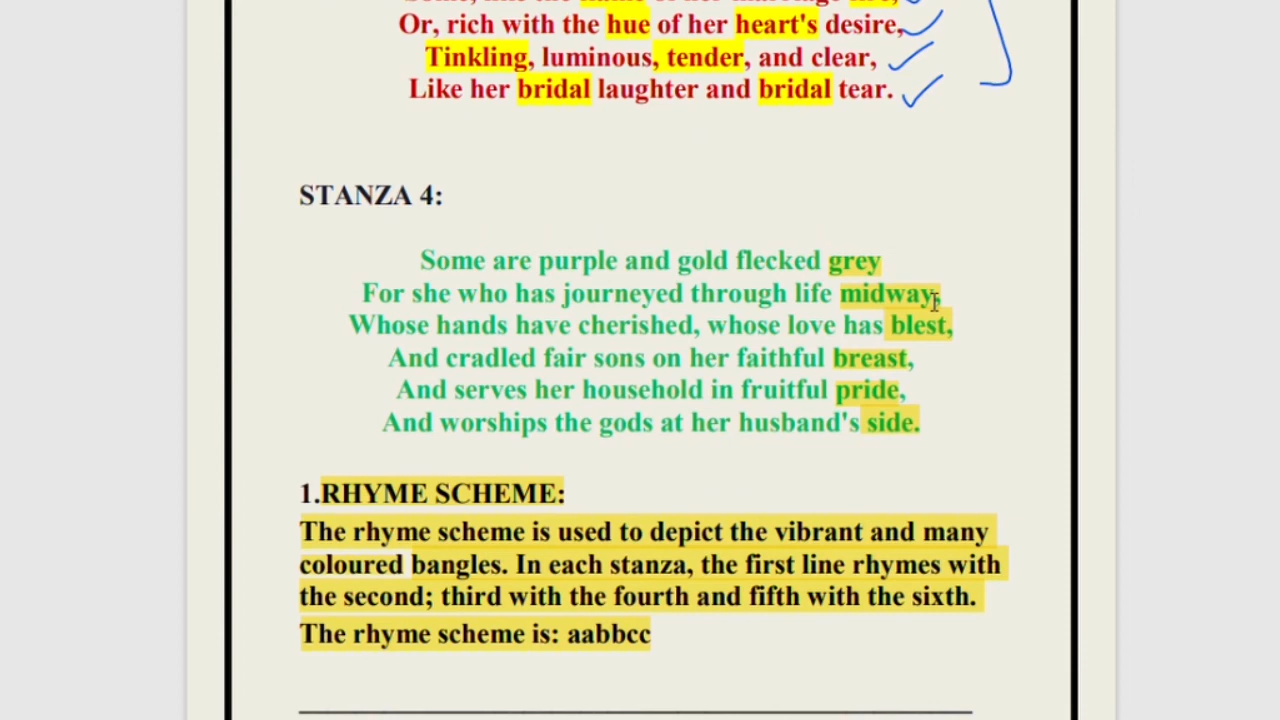 Or, rich with the hue of her heart's desire,
Tinkling, luminous, tender, and clear,
Like her bridal laughter and bridal tear.
STANZA 4:
Some are purple and gold flecked grey
For she who has journeyed through life midway,
Whose hands have cherished, whose love has blest,
And cradled fair sons on her faithful breast,
And serves her household in fruitful pride,
And worships the gods at her husband's side.
1.RHYME SCHEME:
The rhyme scheme is used to depict the vibrant and many
coloured bangles. In each stanza, the first line rhymes with
the second; third with the fourth and fifth with the sixth.
The rhyme scheme is: aabbcc